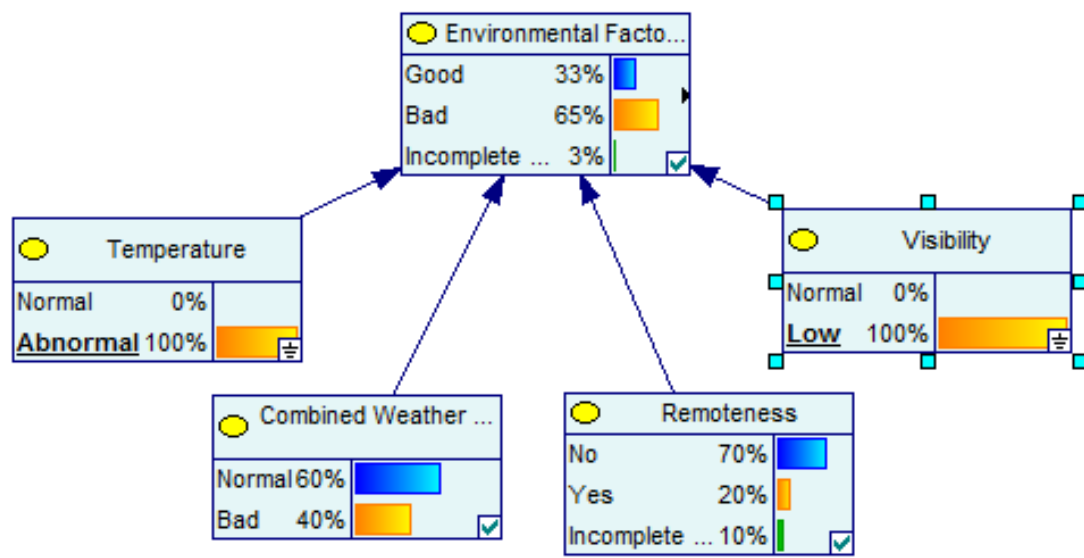 Environmental Facto...
Good 33%
Bad 65%
Incomplete ... 3%
Temperature
Normal 0%
Abnormal 100%
Visibility
Normal 0%
Low 100%
Combined Weather ...
Normal 60%
Bad 40%
Remoteness
No 70%
Yes 20%
Incomplete ... 10%